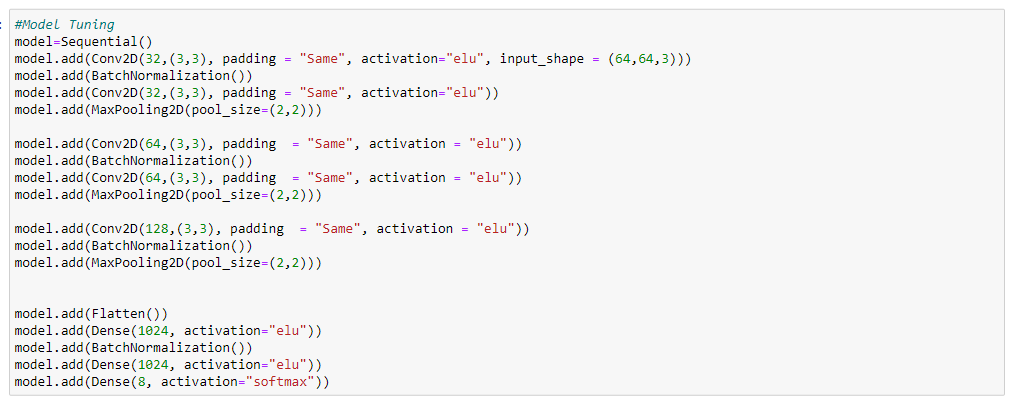 #Model Tuning
model=Sequential()
model.add(Conv2D(32,(3,3), padding = "Same", activation="elu", input_shape = (64,64,3)))
model.add(BatchNormalization())
model.add(Conv2D(32,(3,3), padding = "Same", activation="elu"))
model.add(MaxPooling2D(pool_size=(2,2)))

model.add(Conv2D(64,(3,3), padding  = "Same", activation = "elu"))
model.add(BatchNormalization())
model.add(Conv2D(64,(3,3), padding  = "Same", activation = "elu"))
model.add(MaxPooling2D(pool_size=(2,2)))

model.add(Conv2D(128,(3,3), padding  = "Same", activation = "elu"))
model.add(BatchNormalization())
model.add(MaxPooling2D(pool_size=(2,2)))


model.add(Flatten())
model.add(Dense(1024, activation="elu"))
model.add(BatchNormalization())
model.add(Dense(1024, activation="elu"))
model.add(Dense(8, activation="softmax"))